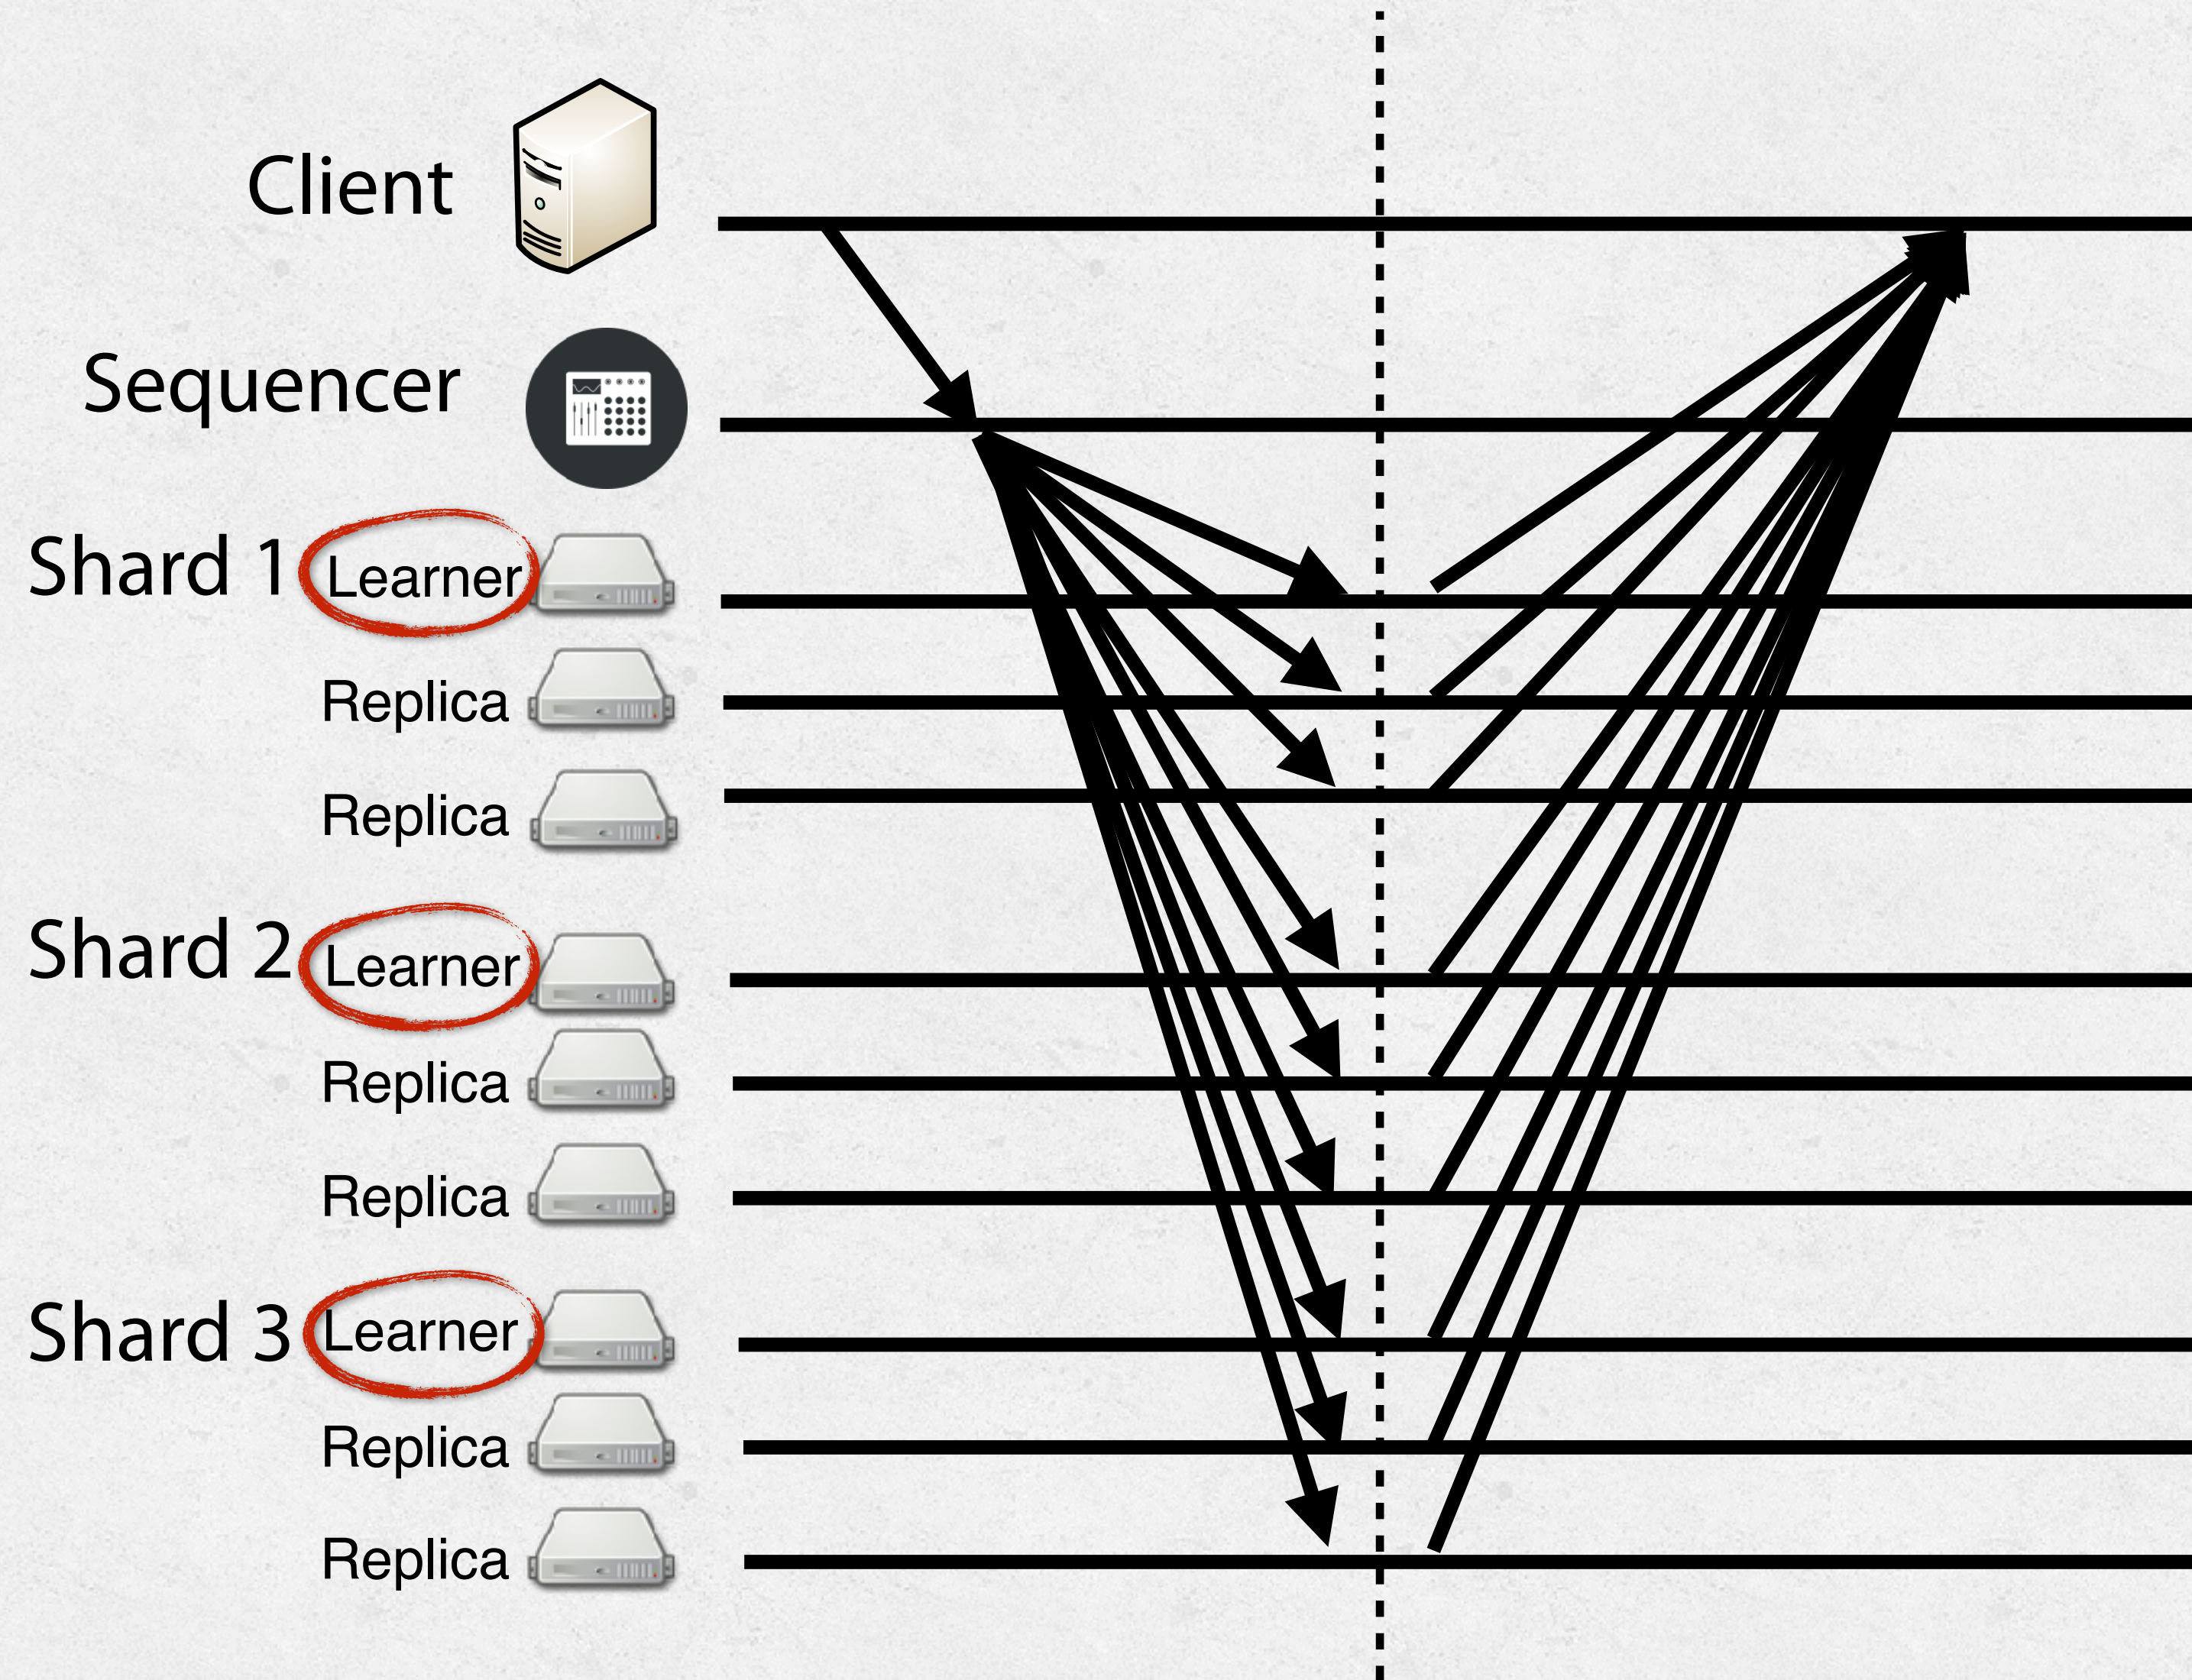 Client
Sequencer
Shard 1 Learner
Replica
Replica
Shard 2 Learner
Replica
Replica
Shard 3 Learner
Replica
Replica